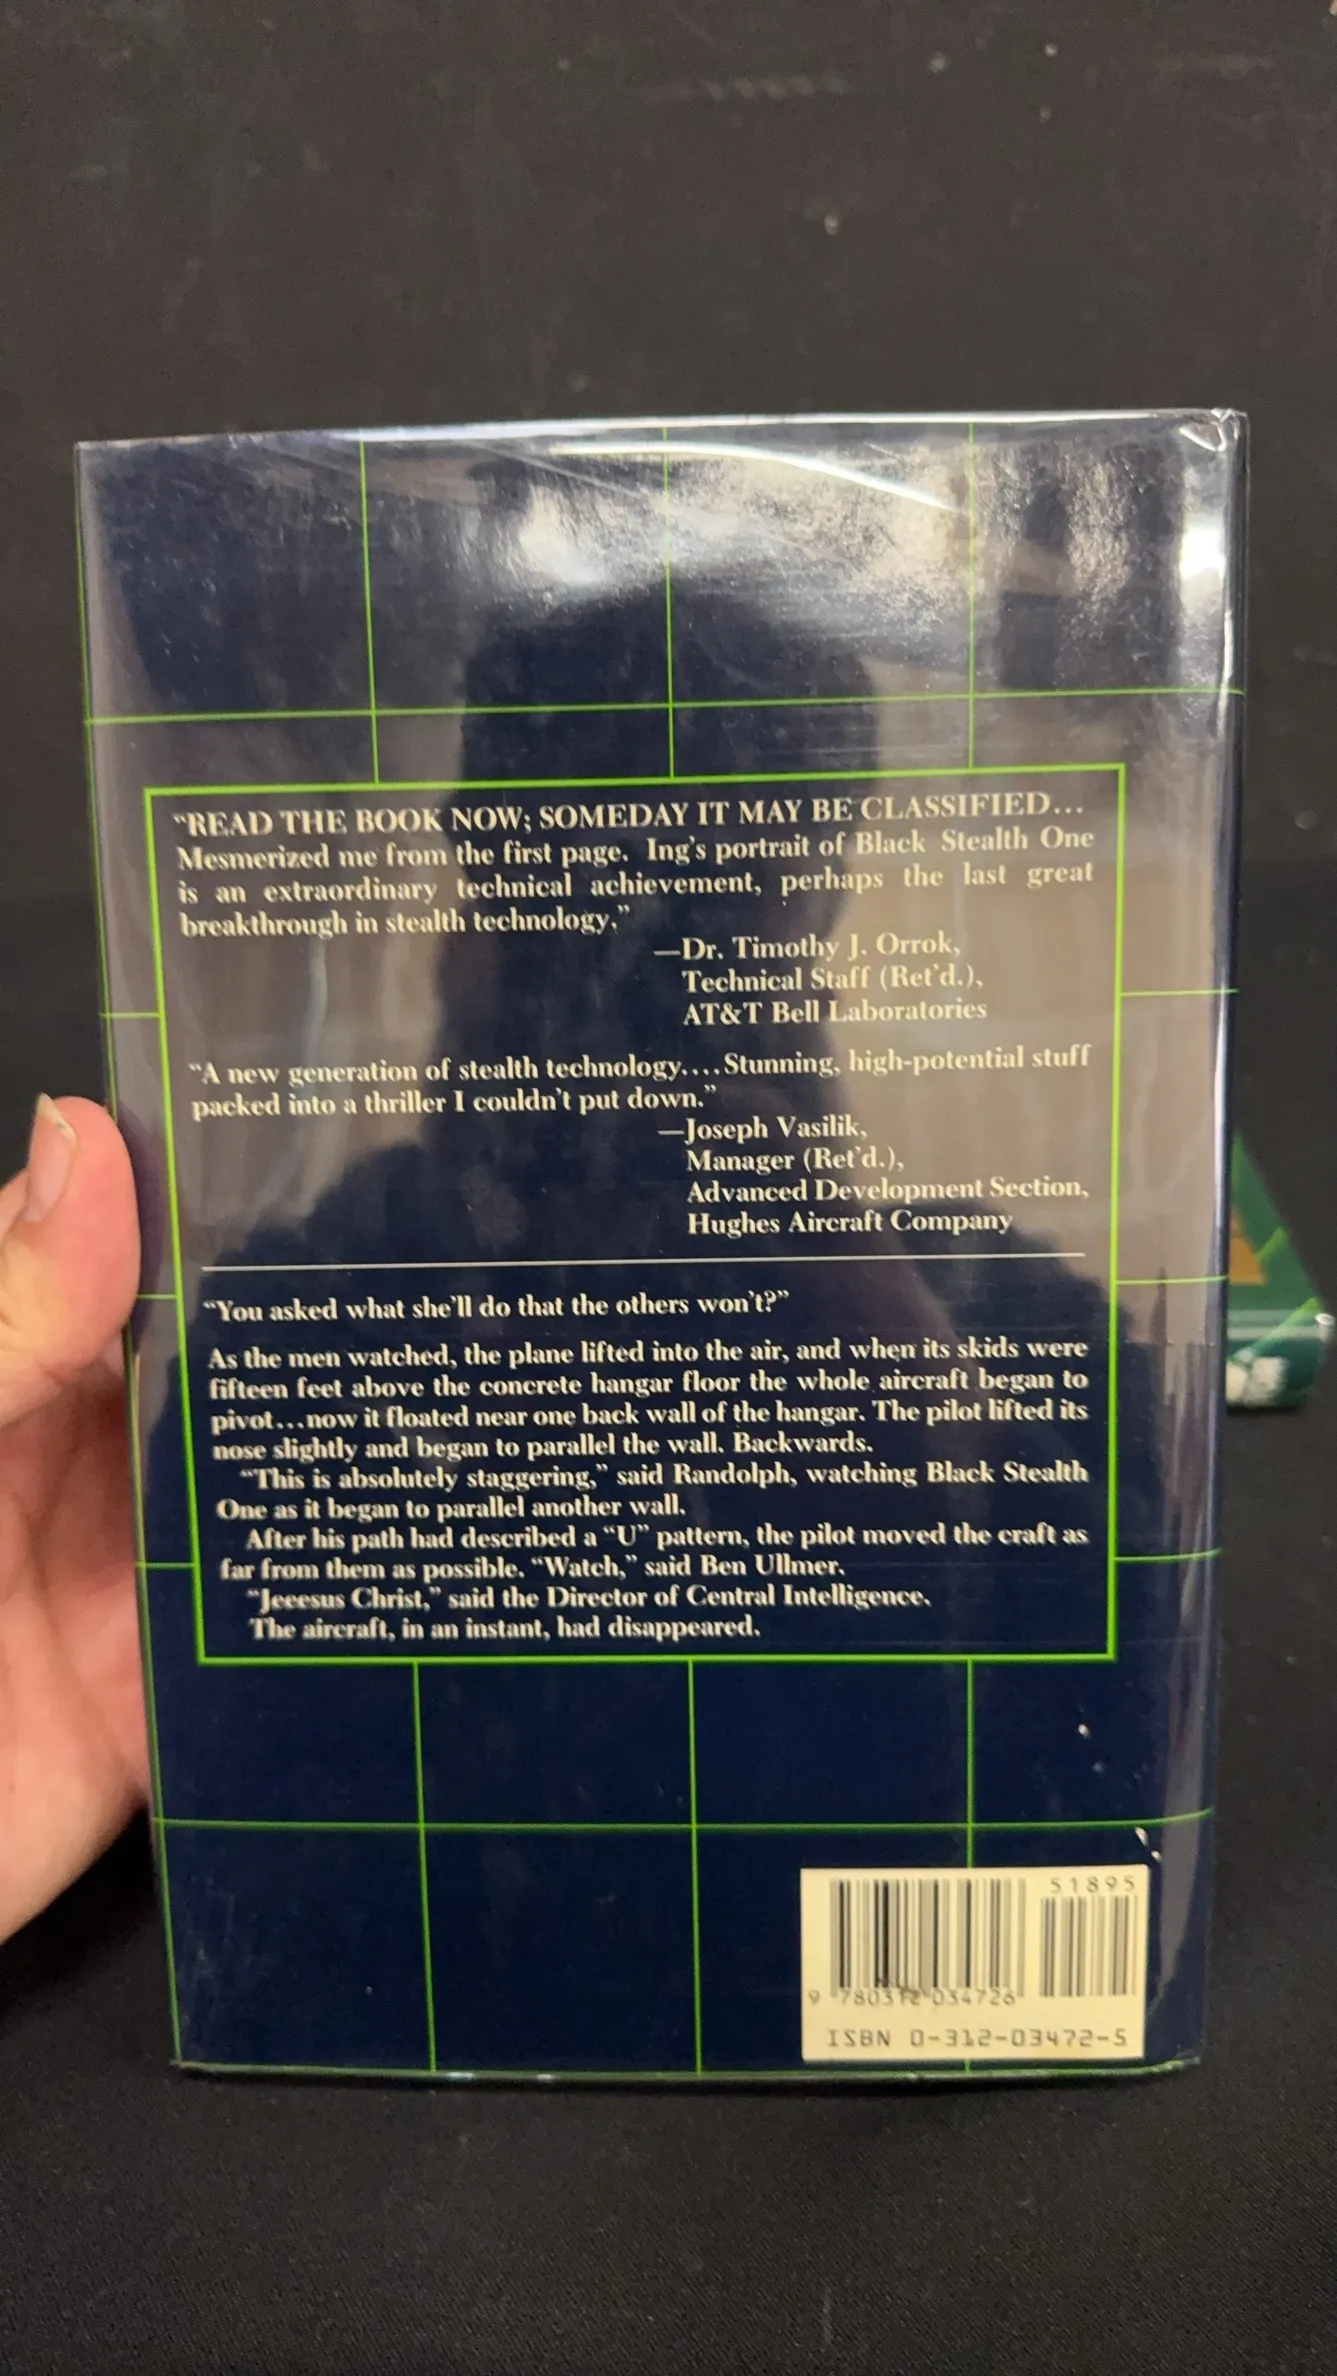 “READ THE BOOK NOW; SOMEDAY IT MAY BE CLASSIFIED...
Mesmerized me from the first page. Ing’s portrait of Black Stealth One
is an extraordinary technical achievement, perhaps the last great
breakthrough in stealth technology.”
—Dr. Timothy J. Orrok,
Technical Staff (Ret’d.),
AT&T Bell Laboratories
“A new generation of stealth technology....Stunning, high-potential stuff
packed into a thriller I couldn’t put down.”
—Joseph Vasilik,
Manager (Ret’d.),
Advanced Development Section,
Hughes Aircraft Company
“You asked what she’ll do that the others won’t?”
As the men watched, the plane lifted into the air, and when its skids were
fifteen feet above the concrete hangar floor the whole aircraft began to
pivot...now it floated near one back wall of the hangar. The pilot lifted its
nose slightly and began to parallel the wall. Backwards.
“This is absolutely staggering,” said Randolph, watching Black Stealth
One as it began to parallel another wall.
After his path had described a “U” pattern, the pilot moved the craft as
far from them as possible. “Watch,” said Ben Ullmer.
“Jeeesus Christ,” said the Director of Central Intelligence.
The aircraft, in an instant, had disappeared.
51895
9 780312 034726
ISBN 0-312-03472-5